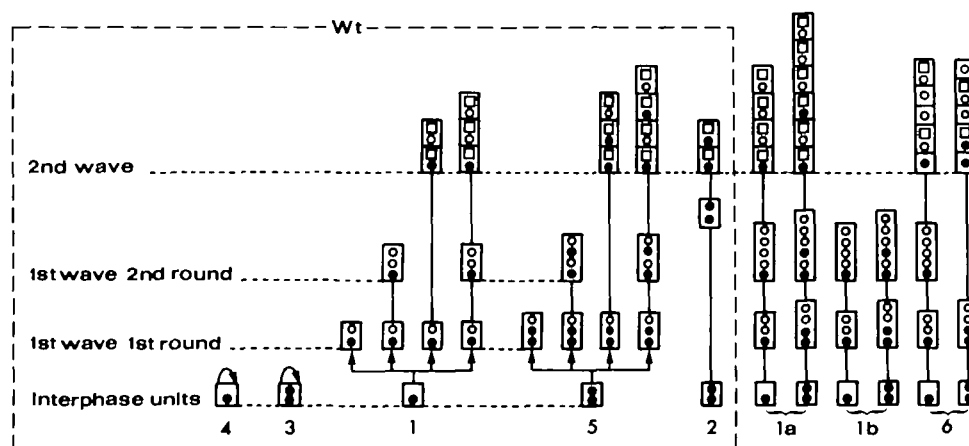 Wt
2nd wave
1st wave 2nd round
1st wave 1st round
Interphase units
4 3 1 5 2 1a 1b 6